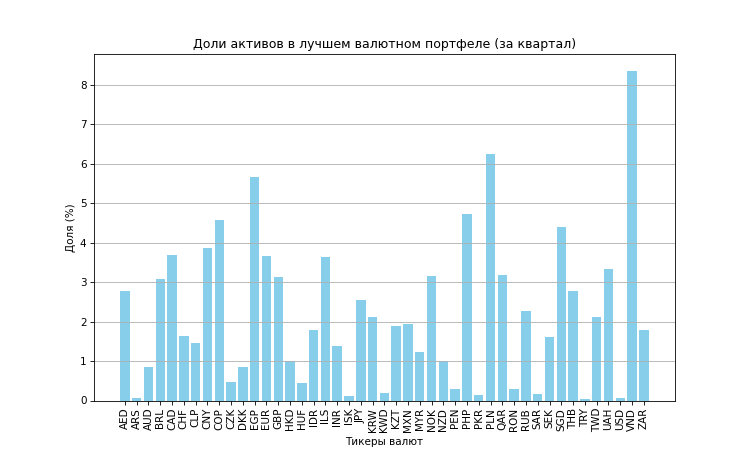 Доли активов в лучшем валютном портфеле (за квартал)
Доля (%)
8
7
6
5
4
3
2
1
0
AED ARS AUD BRL CAD CHF CLP CNY COP CZK DKK EGP EUR GBP HKD HUF IDR ILS INR ISK JPY KRW KWD KZT MXN MYR NOK NZD PEN PHP PKR PLN QAR RON RUB SAR SEK SGD THB TRY TWD UAH USD VND ZAR
Тикеры валют